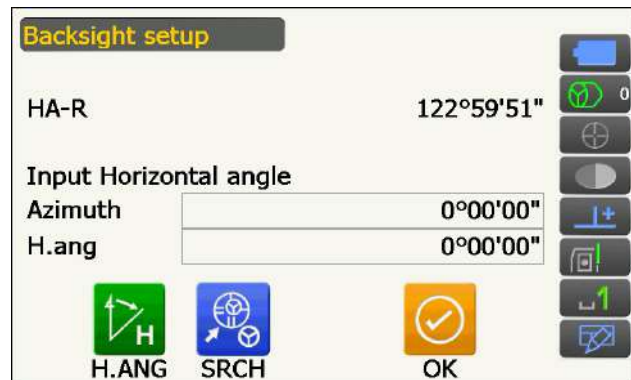 Backsight setup
HA-R 122°59'51"
0
Input Horizontal angle
Azimuth 0°00'00"
H.ang 0°00'00"
1
H
H.ANG SRCH OK